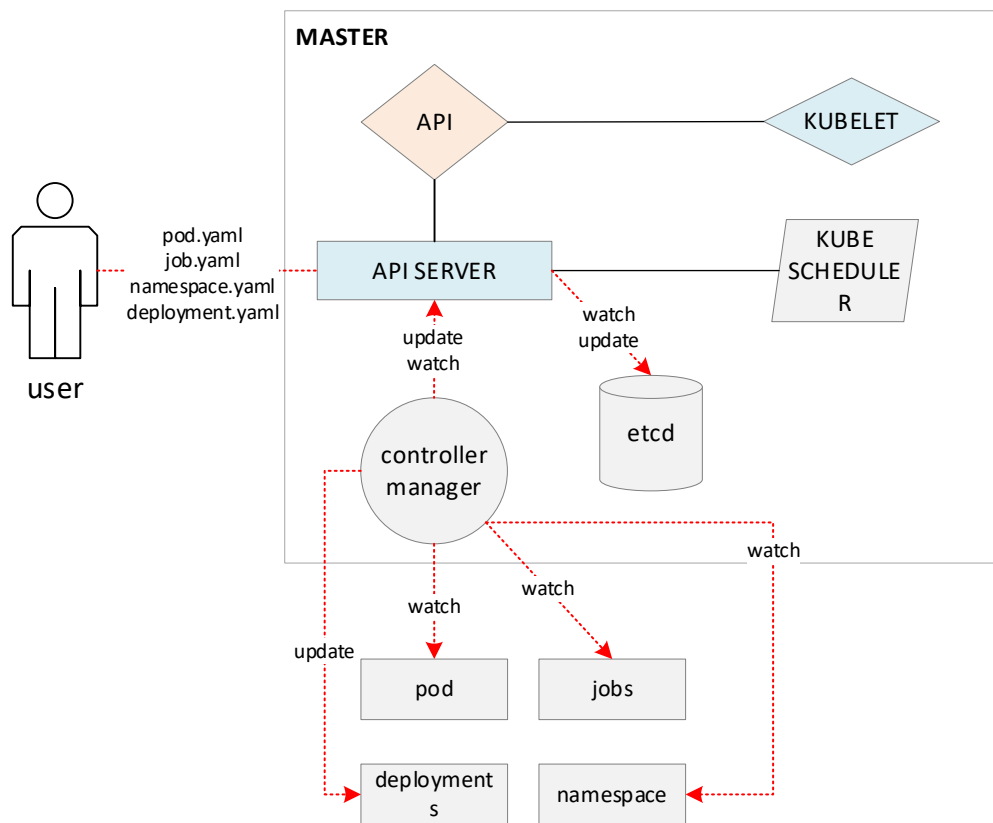 MASTER
API
KUBELET
pod.yaml
job.yaml
namespace.yaml
deployment.yaml
user
API SERVER
KUBE
SCHEDULE
R
update
watch
watch
update
etcd
controller
manager
watch
watch
watch
update
pod
jobs
deployment
s
namespace